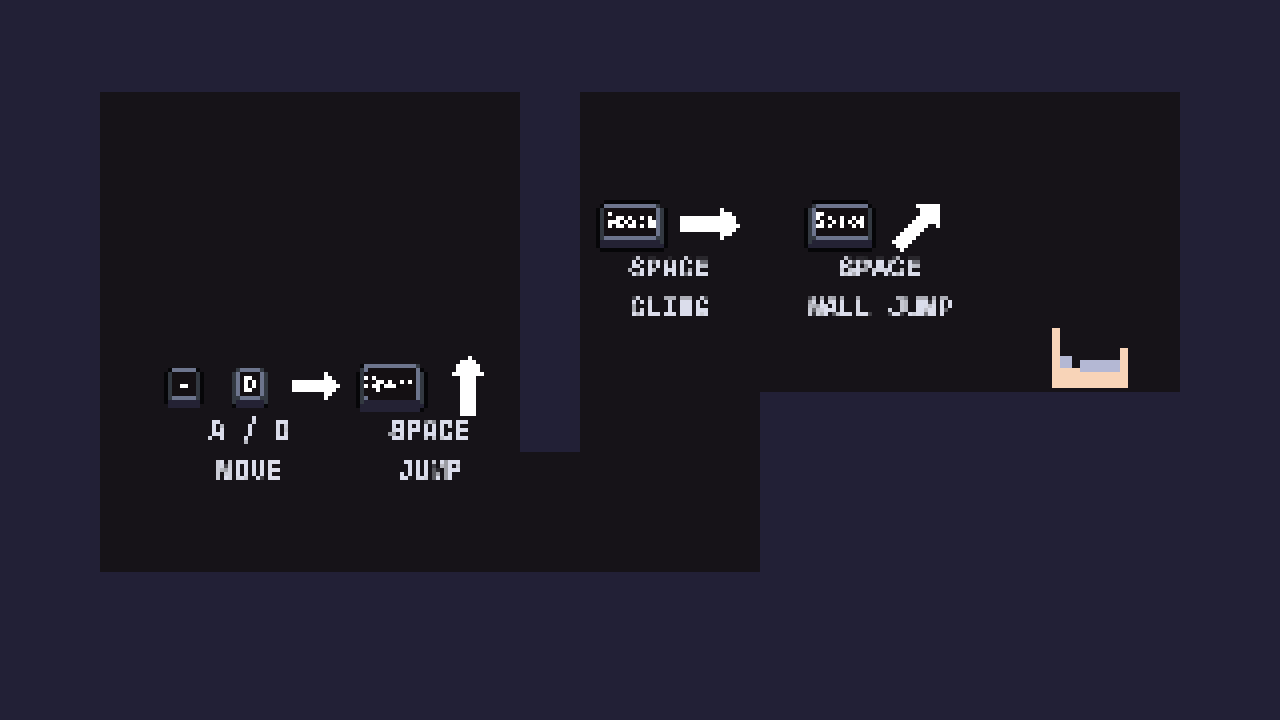 SPACE
CLING
SPACE
WALL JUMP
D
A / D
MOVE
SPACE
JUMP